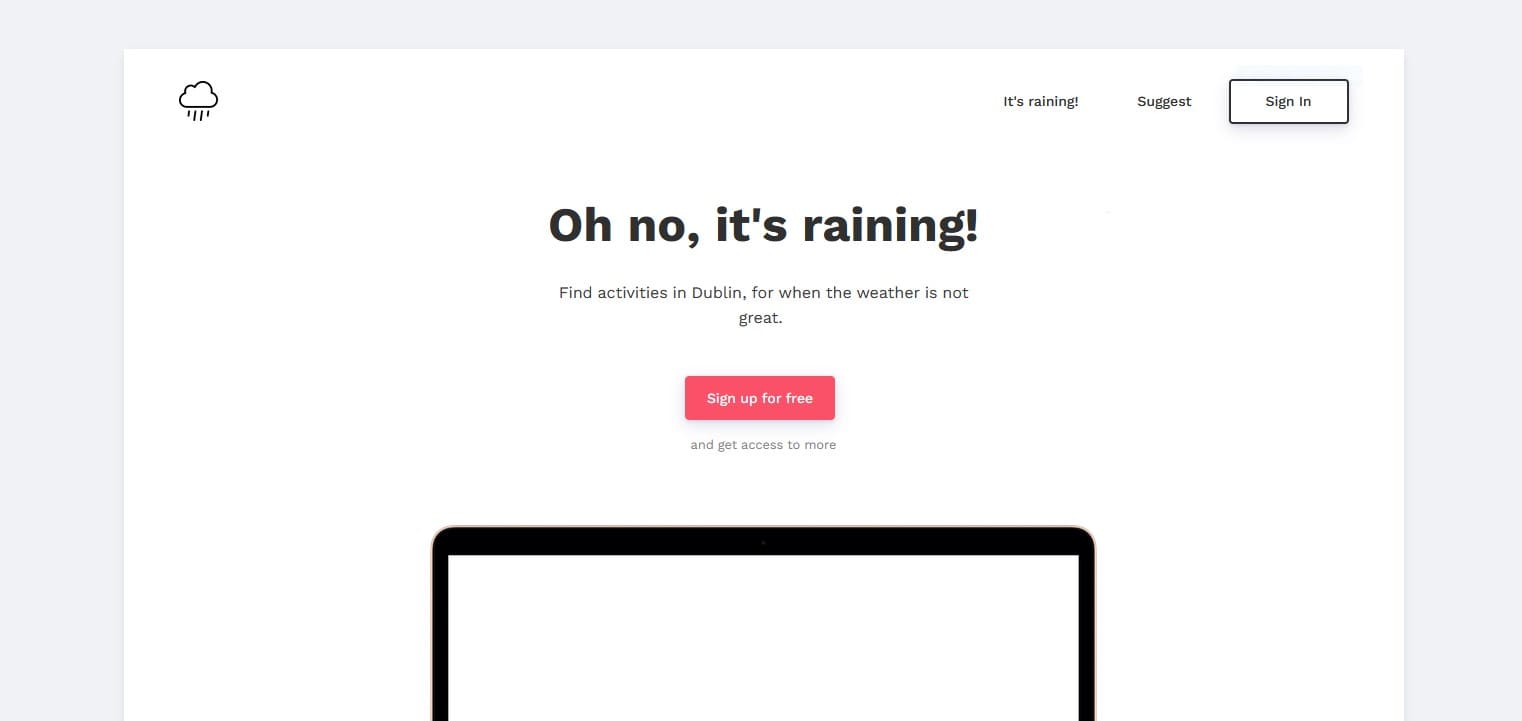 It's raining!
Suggest
Sign In
Oh no, it's raining!
Find activities in Dublin, for when the weather is not
great.
Sign up for free
and get access to more